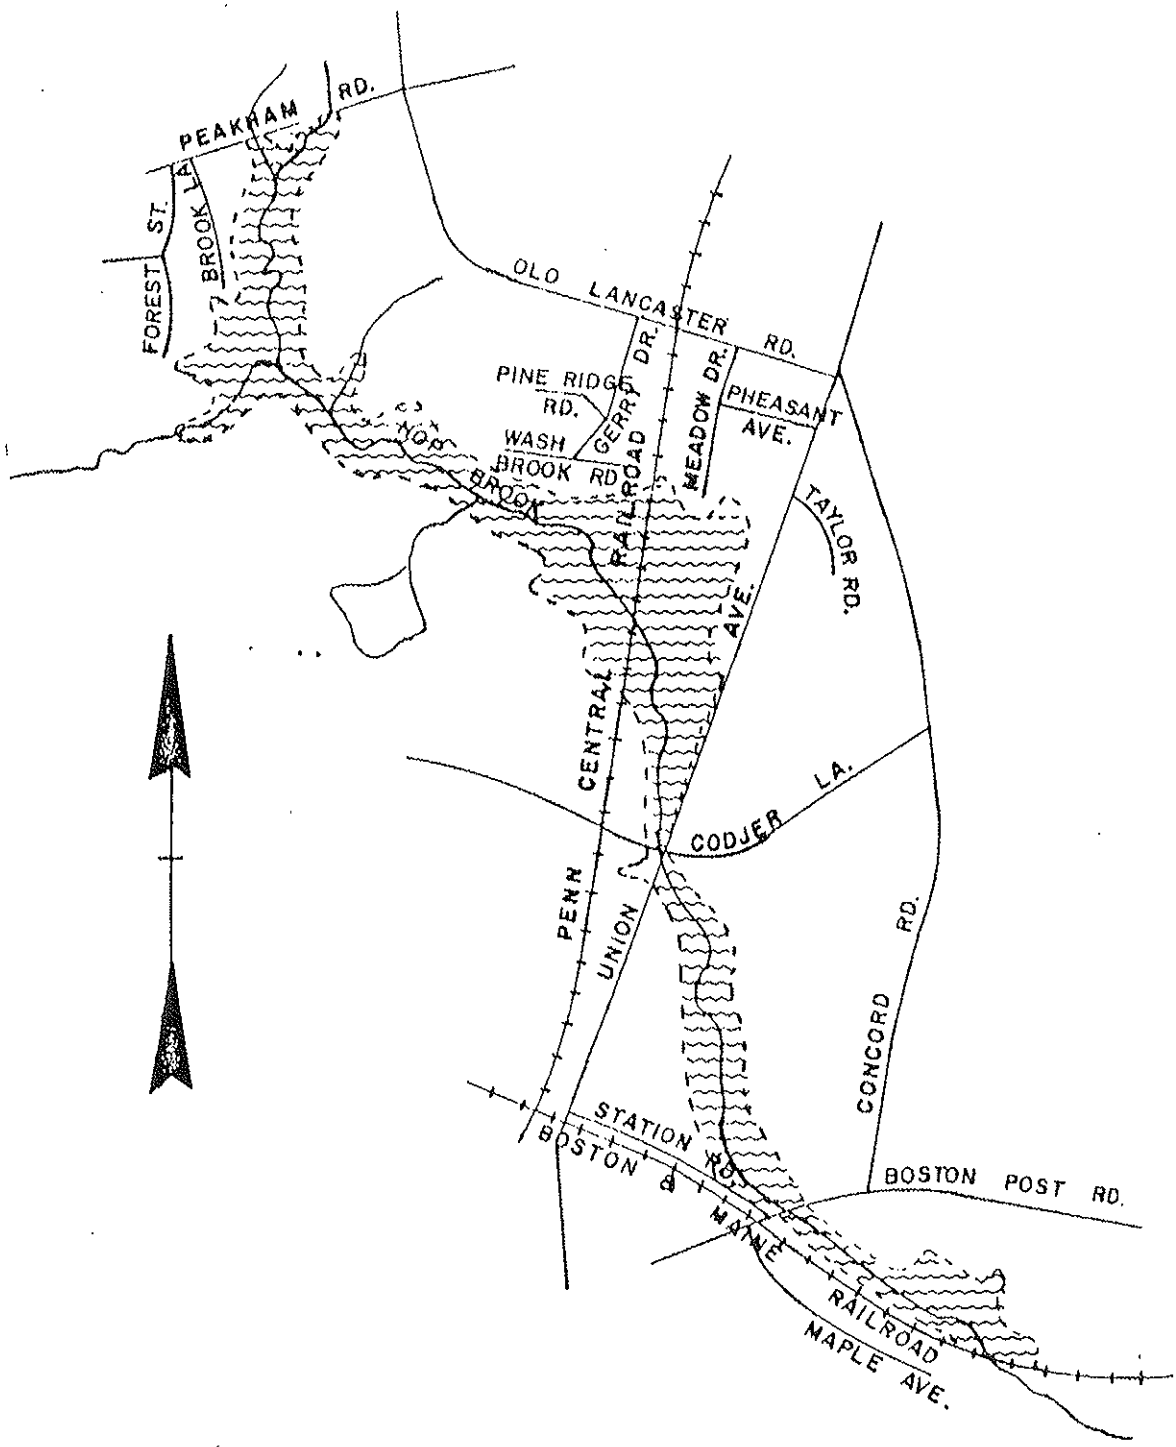 PEAKHAM RD.
FOREST ST.
BROOK LA
OLD LANCASTER RD.
PINE RIDGE
RD.
GERRY DR.
WASH
BROOK RD
MEADOW DR.
PHEASANT
AVE.
HOP BROOK
TAYLOR RD.
PENN CENTRAL RAILROAD
UNION AVE.
CODJER LA.
CONCORD RD.
STATION RD.
BOSTON & MAINE RAILROAD
BOSTON POST RD.
MAPLE AVE.